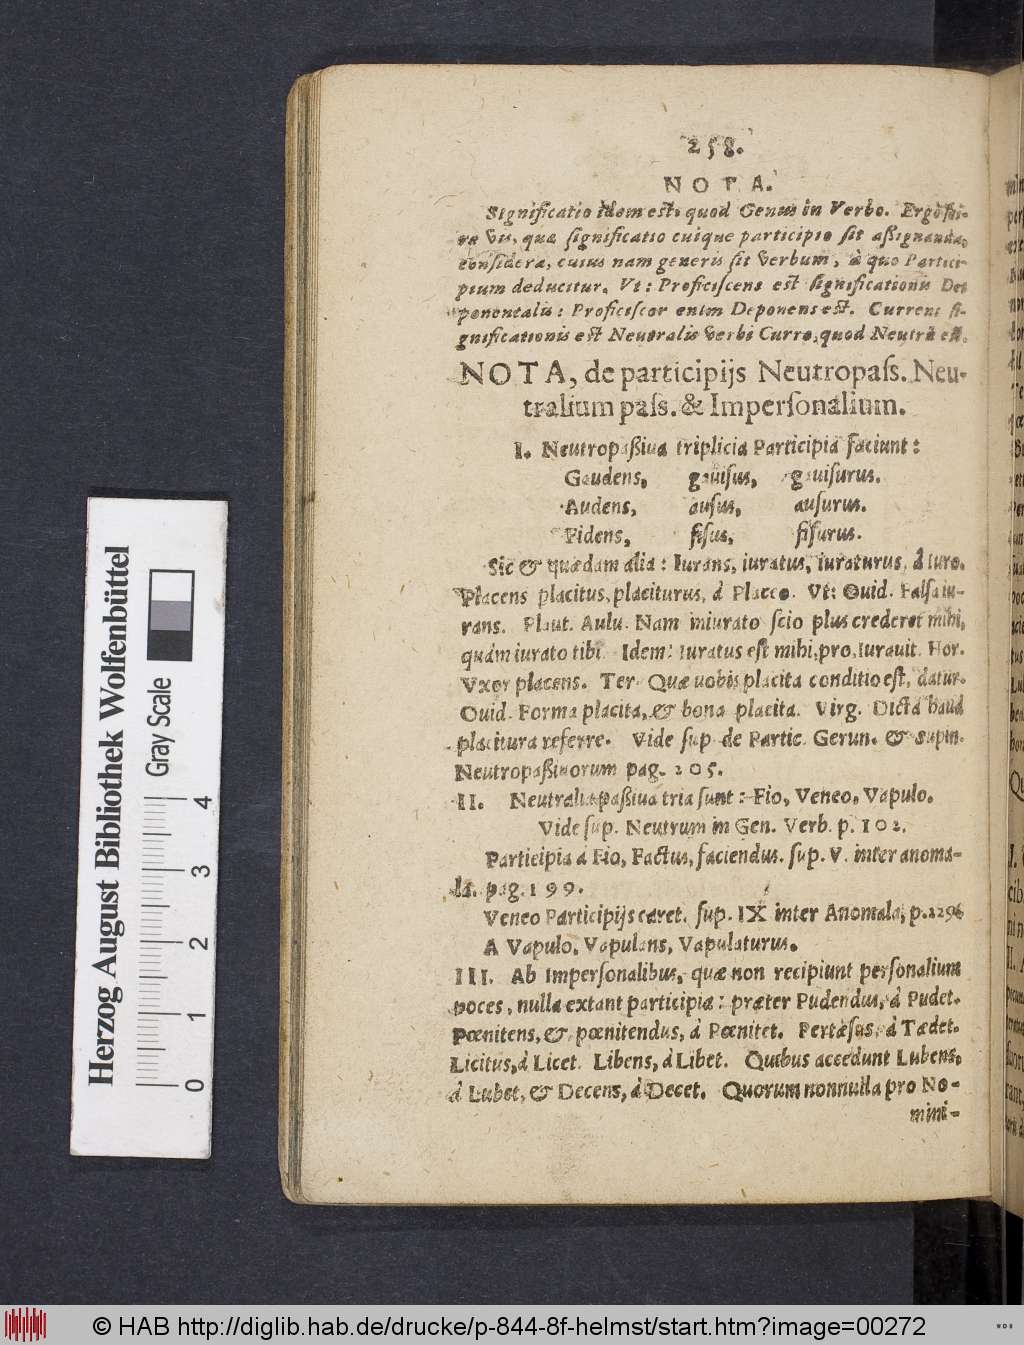 258.
NOTA.
Significatio idem est, quod Genus in Verbo. Ergo sci-
re vis, quæ significatio cuique participio sit aßignanda,
considera, cuius nam generis sit Verbum, à quo Partici-
pium deducitur. Vt: Proficiscens est significationis De-
ponentalis: Proficiscor enim Deponens est. Currens si-
gnificationis est Neutralis Verbi Curro, quod Neutrũ est.
NOTA, de participijs Neutropaſs. Neu-
tralium paſs. & Imperſonalium.
I. Neutropaßiua triplicia Participia faciunt:
Gaudens, gauiſus, gauiſurus.
Audens, auſus, auſurus.
Fidens, fiſus, fiſurus.
Sic & quædam alia: Iurans, iuratus, iuraturus, à Iuro.
Placens placitus, placiturus, à Placeo. Vt: Ouid. Falſa iu-
rans. Plaut. Aulu. Nam iniurato ſcio plus crederet mihi,
quàm iurato tibi. Idem: Iuratus eſt mihi, pro, Iurauit. Hor.
Vxor placens. Ter. Quæ uobis placita conditio eſt, datur.
Ouid. Forma placita, & bona placita. Virg. Dicta haud
placitura referre. Vide ſup. de Partic. Gerun. & supin.
Neutropaßiuorum pag. 205.
II. Neutralia paßiua tria ſunt: Fio, Veneo, Vapulo.
Vide ſup. Neutrum in Gen. Verb. p. 102.
Participia à Fio, Factus, faciendus. ſup. V. inter anoma-
la. pag. 199.
Veneo Participijs caret. ſup. IX inter Anomala, p. 229
A Vapulo, Vapulans, Vapulaturus.
III. Ab Imperſonalibus, quæ non recipiunt perſonalium
voces, nulla extant participia: præter Pudendus, à Pudet.
Pœnitens, & pœnitendus, à Pœnitet. Pertæſus, à Tædet.
Licitus, à Licet. Libens, à Libet. Quibus accedunt Lubens,
à Lubet, & Decens, à Decet. Quorum nonnulla pro No-
mini-
Herzog August Bibliothek Wolfenbüttel
Gray Scale
0 1 2 3 4
© HAB http://diglib.hab.de/drucke/p-844-8f-helmst/start.htm?image=00272